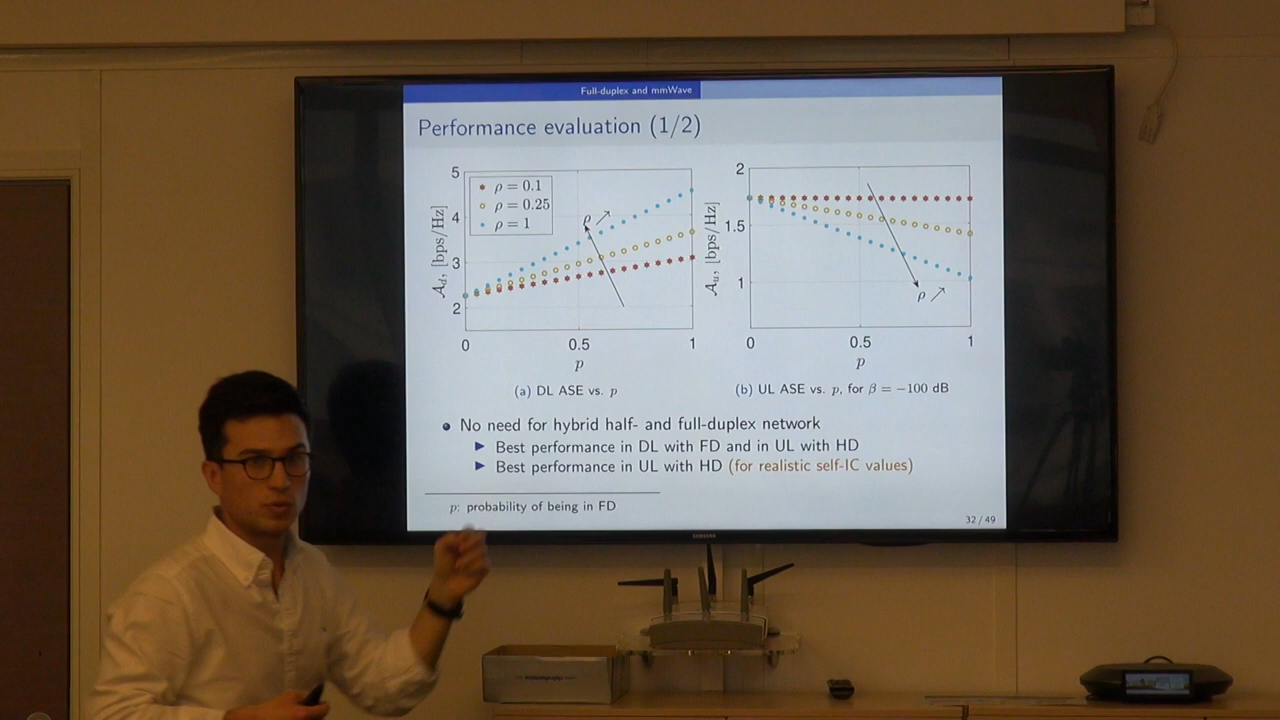 Full-duplex and mmWave
Performance evaluation (1/2)
5
4
3
2
0
0.5
1
p
𝒜d, [bps/Hz]
ρ = 0.1
ρ = 0.25
ρ = 1
ρ ↗
(a) DL ASE vs. p
2
1.5
1
0
0.5
1
p
𝒜u, [bps/Hz]
ρ ↗
(b) UL ASE vs. p, for β = −100 dB
No need for hybrid half- and full-duplex network
Best performance in DL with FD and in UL with HD
Best performance in UL with HD (for realistic self-IC values)
p: probability of being in FD
32 / 49
SAMSUNG